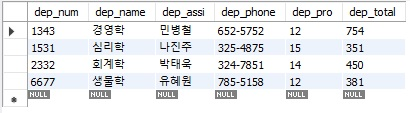 dep_num dep_name dep_assi dep_phone dep_pro dep_total
1343 경영학 민병철 652-5752 12 754
1531 심리학 나진주 325-4875 15 351
2332 회계학 박태욱 324-7851 14 450
6677 생물학 유혜원 785-5158 12 381
NULL NULL NULL NULL NULL NULL